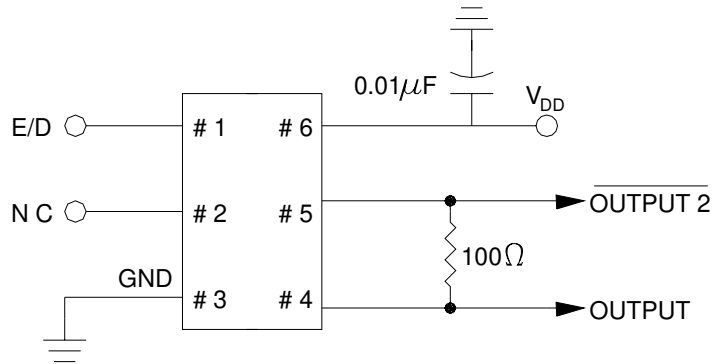 0.01µF
V_DD
E/D
# 1
# 6
N C
# 2
# 5
OUTPUT 2
100Ω
GND
# 3
# 4
OUTPUT